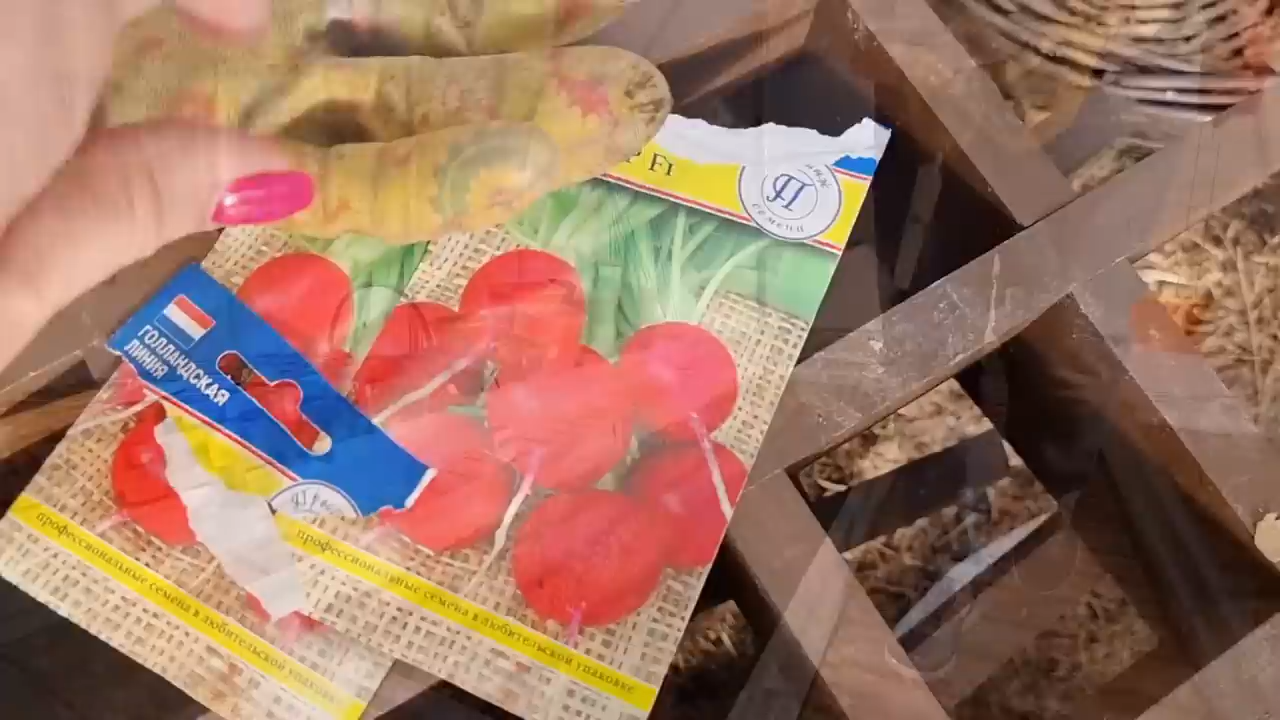 F1
СЕМЕНА
ГОЛЛАНДСКАЯ
ЛИНИЯ
профессиональные семена в любительской упаковке
профессиональные семена в любительской упаковке